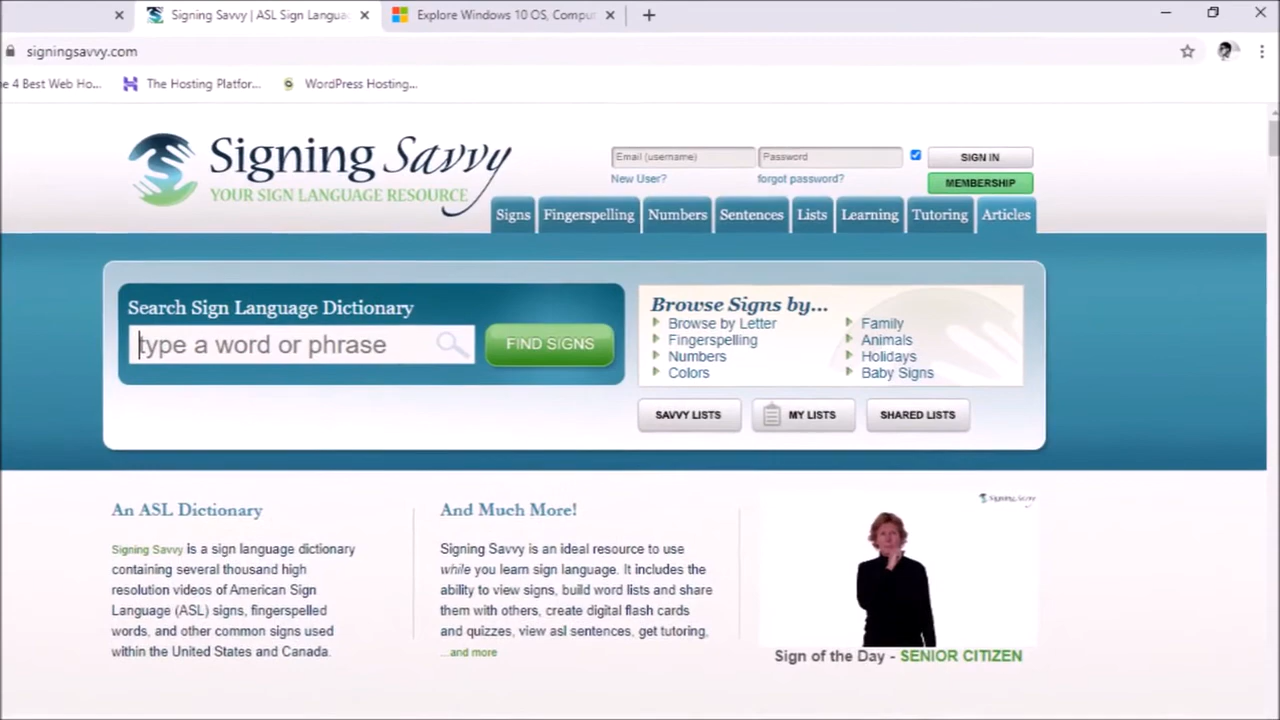 Signing Savvy | ASL Sign Langua
Explore Windows 10 OS, Compu
signingsavvy.com
e 4 Best Web Ho...
The Hosting Platfor...
WordPress Hosting...
Signing Savvy
YOUR SIGN LANGUAGE RESOURCE
Email (username)
Password
SIGN IN
New User?
forgot password?
MEMBERSHIP
Signs
Fingerspelling
Numbers
Sentences
Lists
Learning
Tutoring
Articles
Search Sign Language Dictionary
type a word or phrase
FIND SIGNS
Browse Signs by...
Browse by Letter
Fingerspelling
Numbers
Colors
Family
Animals
Holidays
Baby Signs
SAVVY LISTS
MY LISTS
SHARED LISTS
An ASL Dictionary
Signing Savvy is a sign language dictionary
containing several thousand high
resolution videos of American Sign
Language (ASL) signs, fingerspelled
words, and other common signs used
within the United States and Canada.
And Much More!
Signing Savvy is an ideal resource to use
while you learn sign language. It includes the
ability to view signs, build word lists and share
them with others, create digital flash cards
and quizzes, view asl sentences, get tutoring,
...and more
Signing Savvy
Sign of the Day - SENIOR CITIZEN